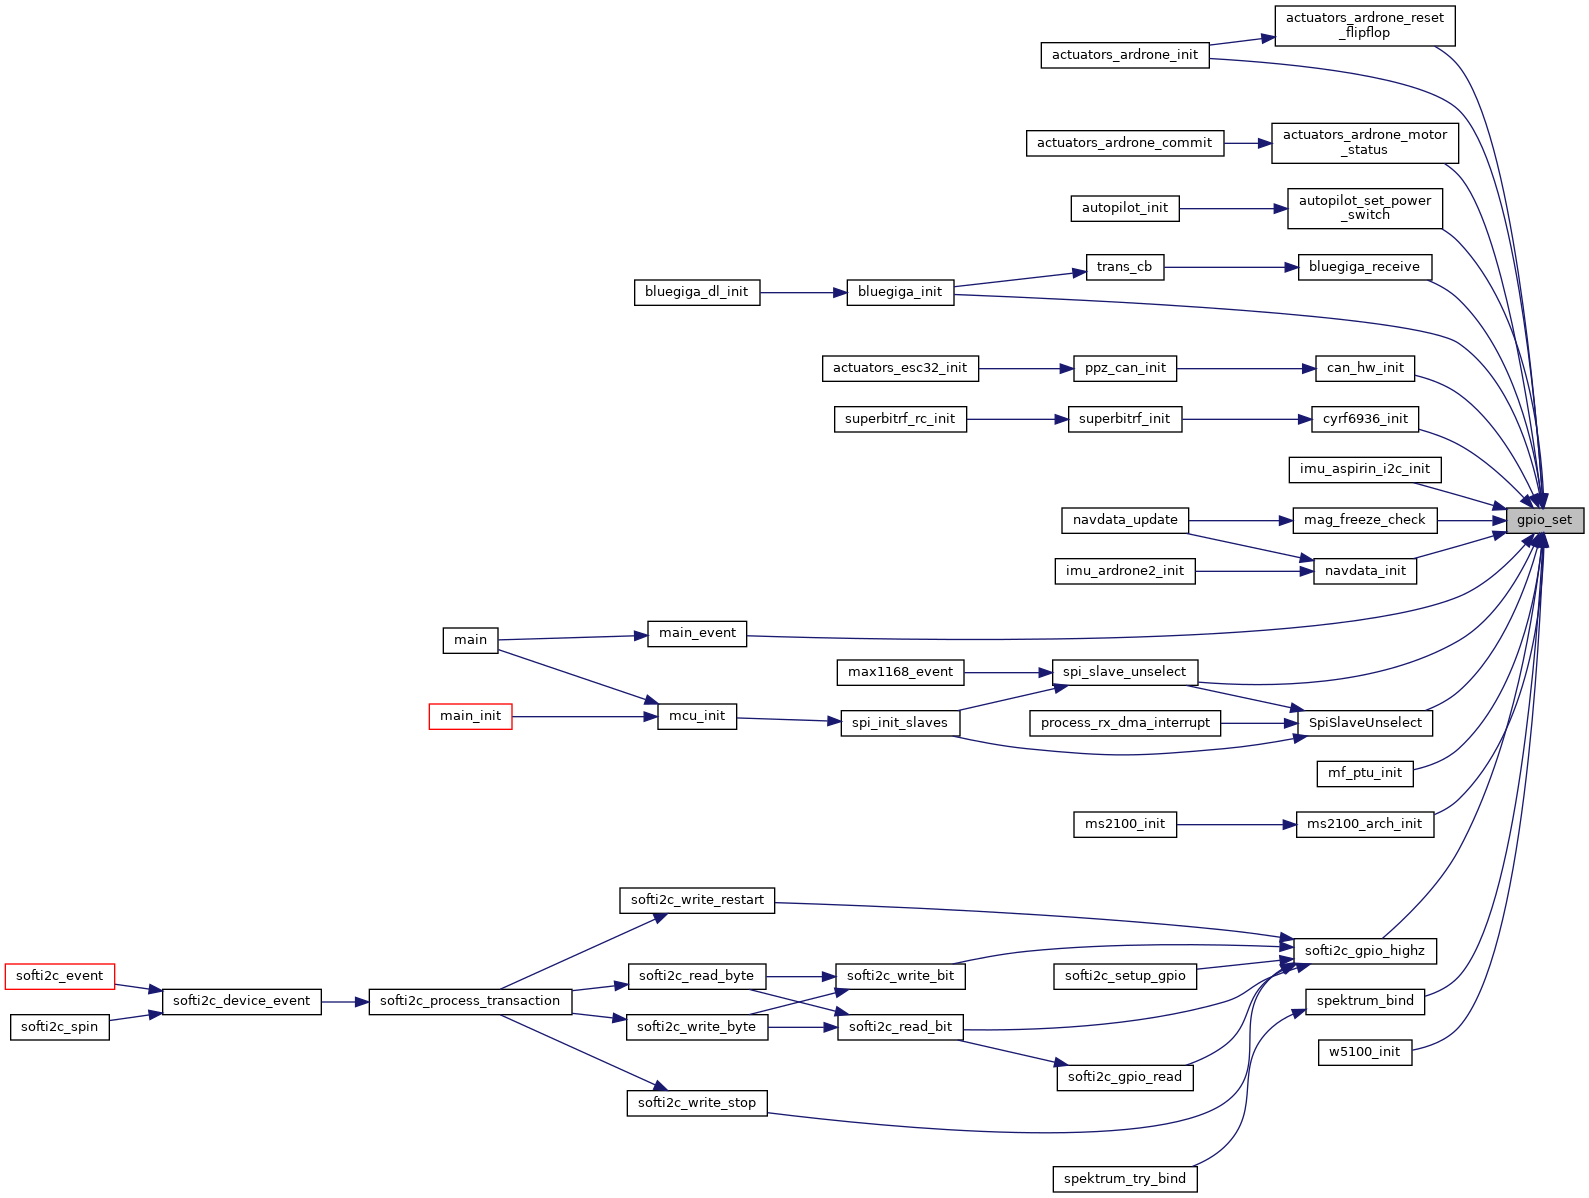 actuators_ardrone_reset
_flipflop
actuators_ardrone_init
actuators_ardrone_motor
_status
actuators_ardrone_commit
autopilot_set_power
_switch
autopilot_init
trans_cb
bluegiga_receive
bluegiga_dl_init
bluegiga_init
actuators_esc32_init
ppz_can_init
can_hw_init
superbitrf_rc_init
superbitrf_init
cyrf6936_init
imu_aspirin_i2c_init
navdata_update
mag_freeze_check
gpio_set
imu_ardrone2_init
navdata_init
main
main_event
max1168_event
spi_slave_unselect
main_init
mcu_init
spi_init_slaves
process_rx_dma_interrupt
SpiSlaveUnselect
mf_ptu_init
ms2100_init
ms2100_arch_init
softi2c_write_restart
softi2c_gpio_highz
softi2c_event
softi2c_read_byte
softi2c_write_bit
softi2c_setup_gpio
softi2c_device_event
softi2c_process_transaction
spektrum_bind
softi2c_spin
softi2c_write_byte
softi2c_read_bit
w5100_init
softi2c_gpio_read
softi2c_write_stop
spektrum_try_bind